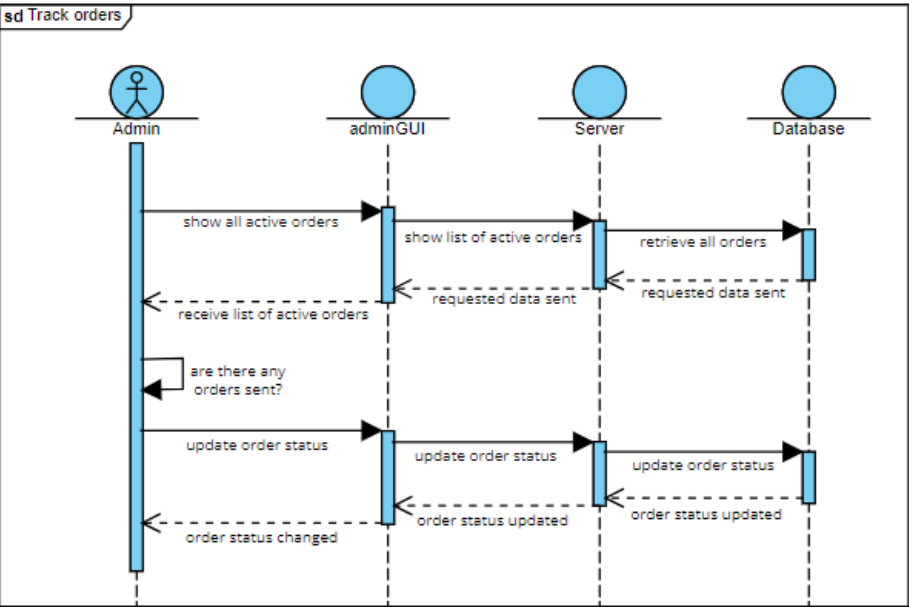 sd Track orders
Admin
adminGUI
Server
Database
show all active orders
show list of active orders
retrieve all orders
requested data sent
requested data sent
receive list of active orders
are there any
orders sent?
update order status
update order status
update order status
order status updated
order status updated
order status changed